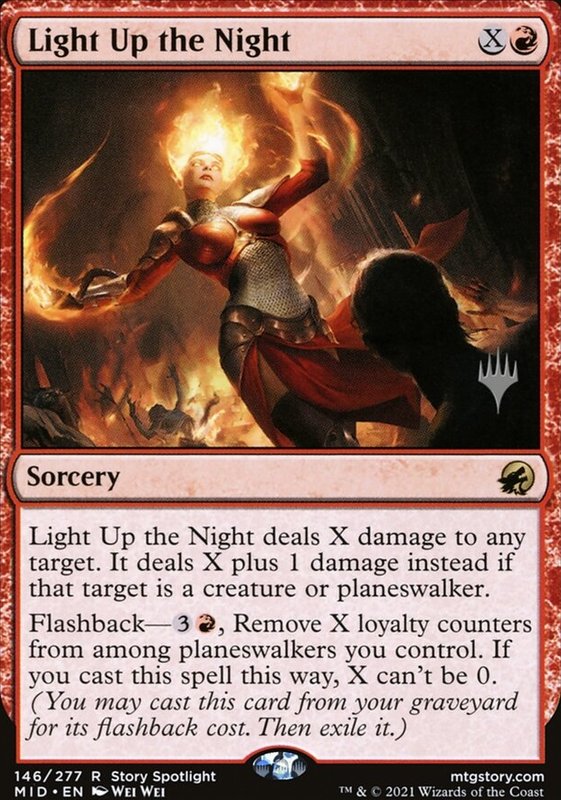 Light Up the Night X
Sorcery
Light Up the Night deals X damage to any
target. It deals X plus 1 damage instead if
that target is a creature or planeswalker.
Flashback—3, Remove X loyalty counters
from among planeswalkers you control. If
you cast this spell this way, X can't be 0.
(You may cast this card from your graveyard
for its flashback cost. Then exile it.)
146/277 R Story Spotlight mtgstory.com
MID • EN Wei Wei ™ & © 2021 Wizards of the Coast